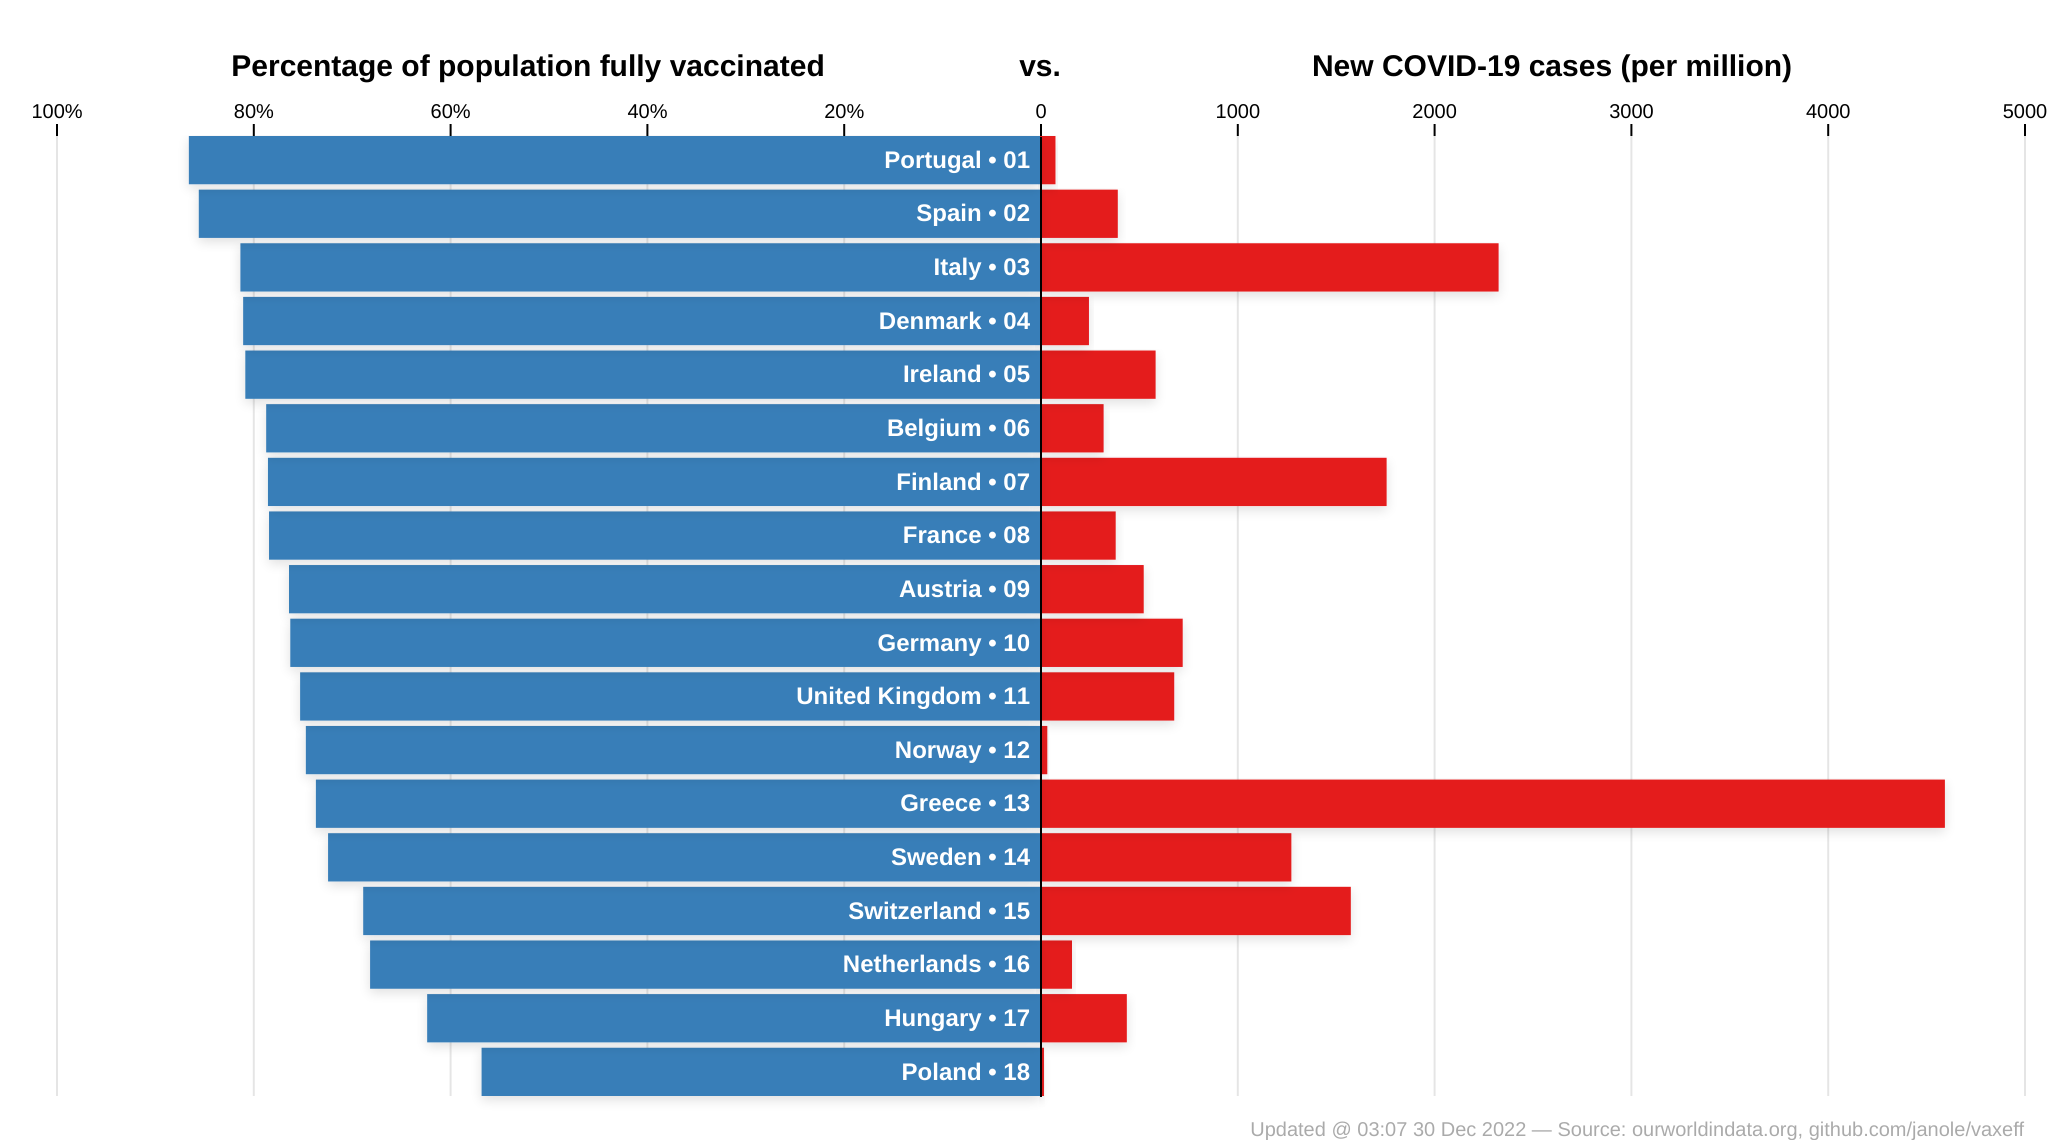 Percentage of population fully vaccinated vs. New COVID-19 cases (per million)
100% 80% 60% 40% 20% 0 1000 2000 3000 4000 5000
Portugal • 01
Spain • 02
Italy • 03
Denmark • 04
Ireland • 05
Belgium • 06
Finland • 07
France • 08
Austria • 09
Germany • 10
United Kingdom • 11
Norway • 12
Greece • 13
Sweden • 14
Switzerland • 15
Netherlands • 16
Hungary • 17
Poland • 18
Updated @ 03:07 30 Dec 2022 — Source: ourworldindata.org, github.com/janole/vaxeff